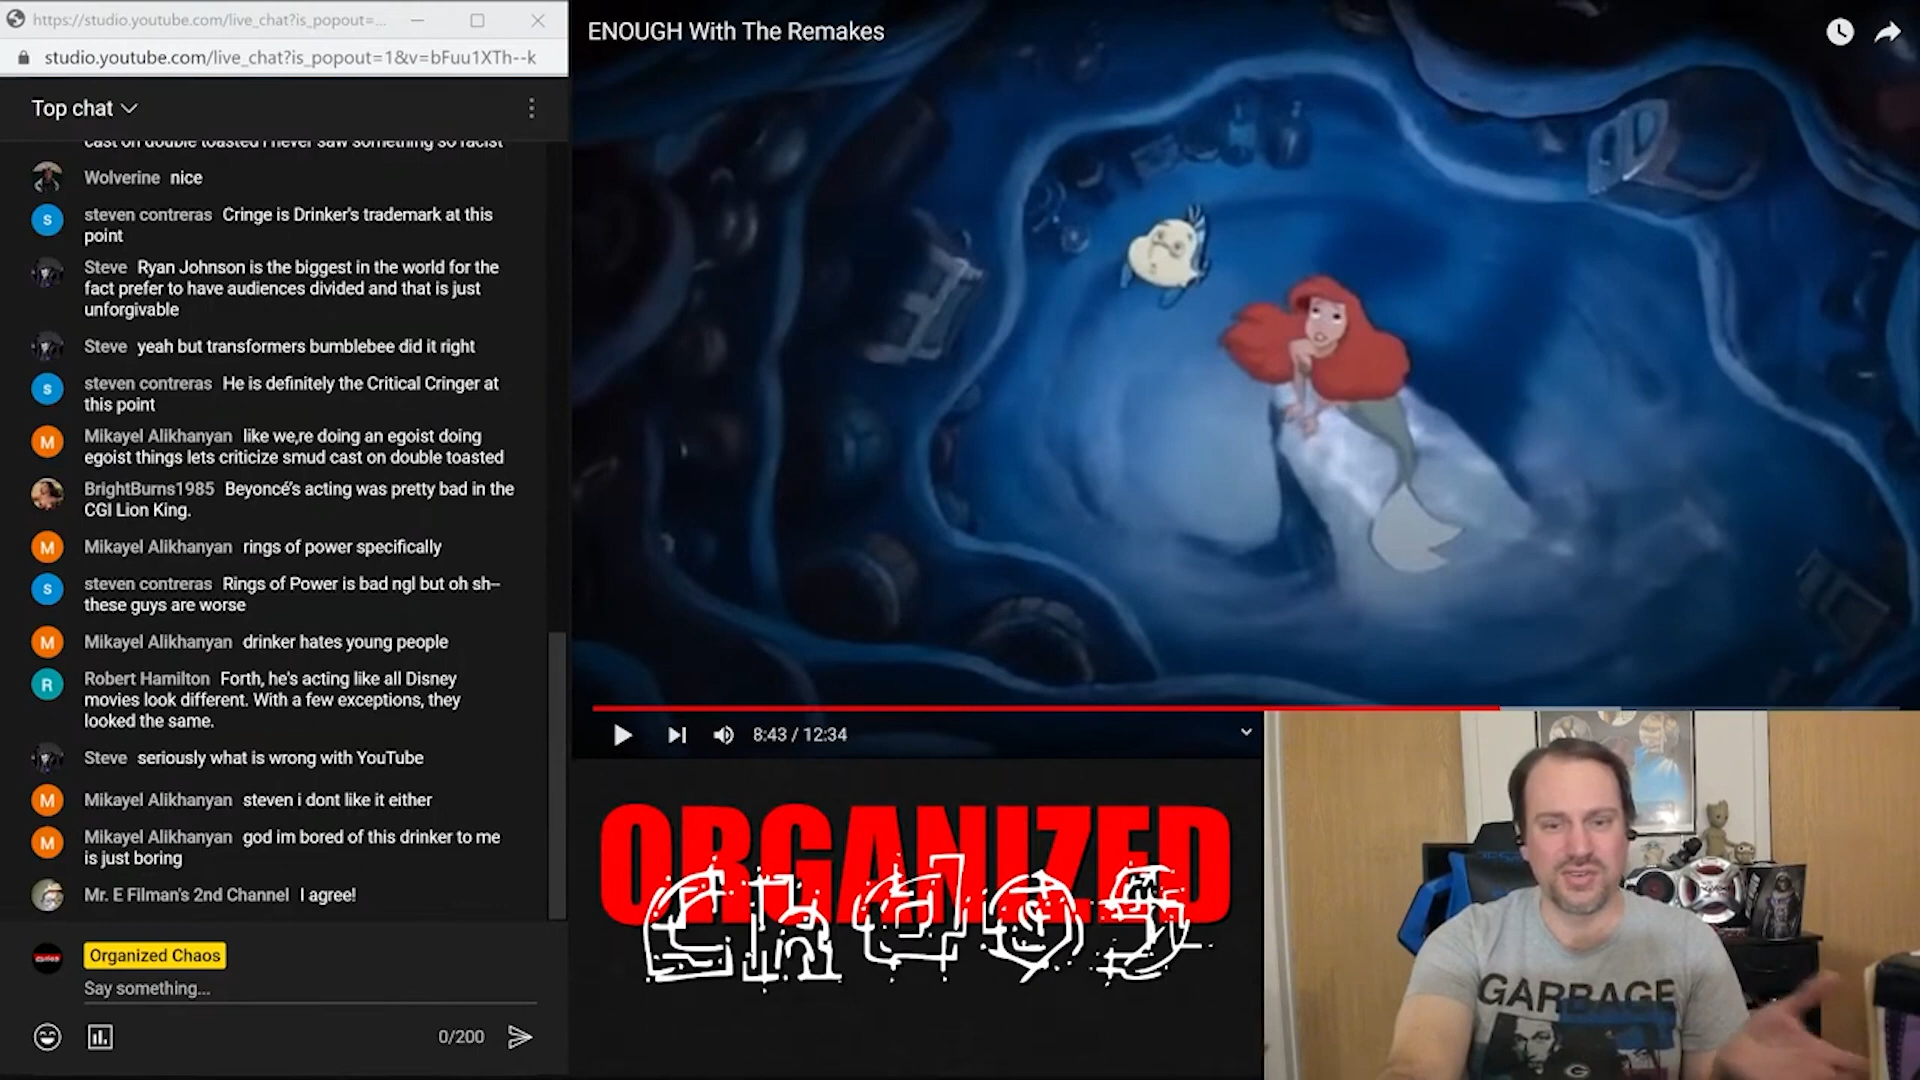 https://studio.youtube.com/live_chat?is_popout=...
studio.youtube.com/live_chat?is_popout=1&v=bFuu1XTh--k
Top chat
cast on double toasted i never saw something so racist
Wolverine nice
steven contreras Cringe is Drinker's trademark at this
point
Steve Ryan Johnson is the biggest in the world for the
fact prefer to have audiences divided and that is just
unforgivable
Steve yeah but transformers bumblebee did it right
steven contreras He is definitely the Critical Cringer at
this point
Mikayel Alikhanyan like we,re doing an egoist doing
egoist things lets criticize smud cast on double toasted
BrightBurns1985 Beyoncé's acting was pretty bad in the
CGI Lion King.
Mikayel Alikhanyan rings of power specifically
steven contreras Rings of Power is bad ngl but oh sh--
these guys are worse
Mikayel Alikhanyan drinker hates young people
Robert Hamilton Forth, he's acting like all Disney
movies look different. With a few exceptions, they
looked the same.
Steve seriously what is wrong with YouTube
Mikayel Alikhanyan steven i dont like it either
Mikayel Alikhanyan god im bored of this drinker to me
is just boring
Mr. E Filman's 2nd Channel I agree!
Organized Chaos
Say something...
0/200
ENOUGH With The Remakes
8:43 / 12:34
ORGANIZED
CHAOS
GARBAGE
G